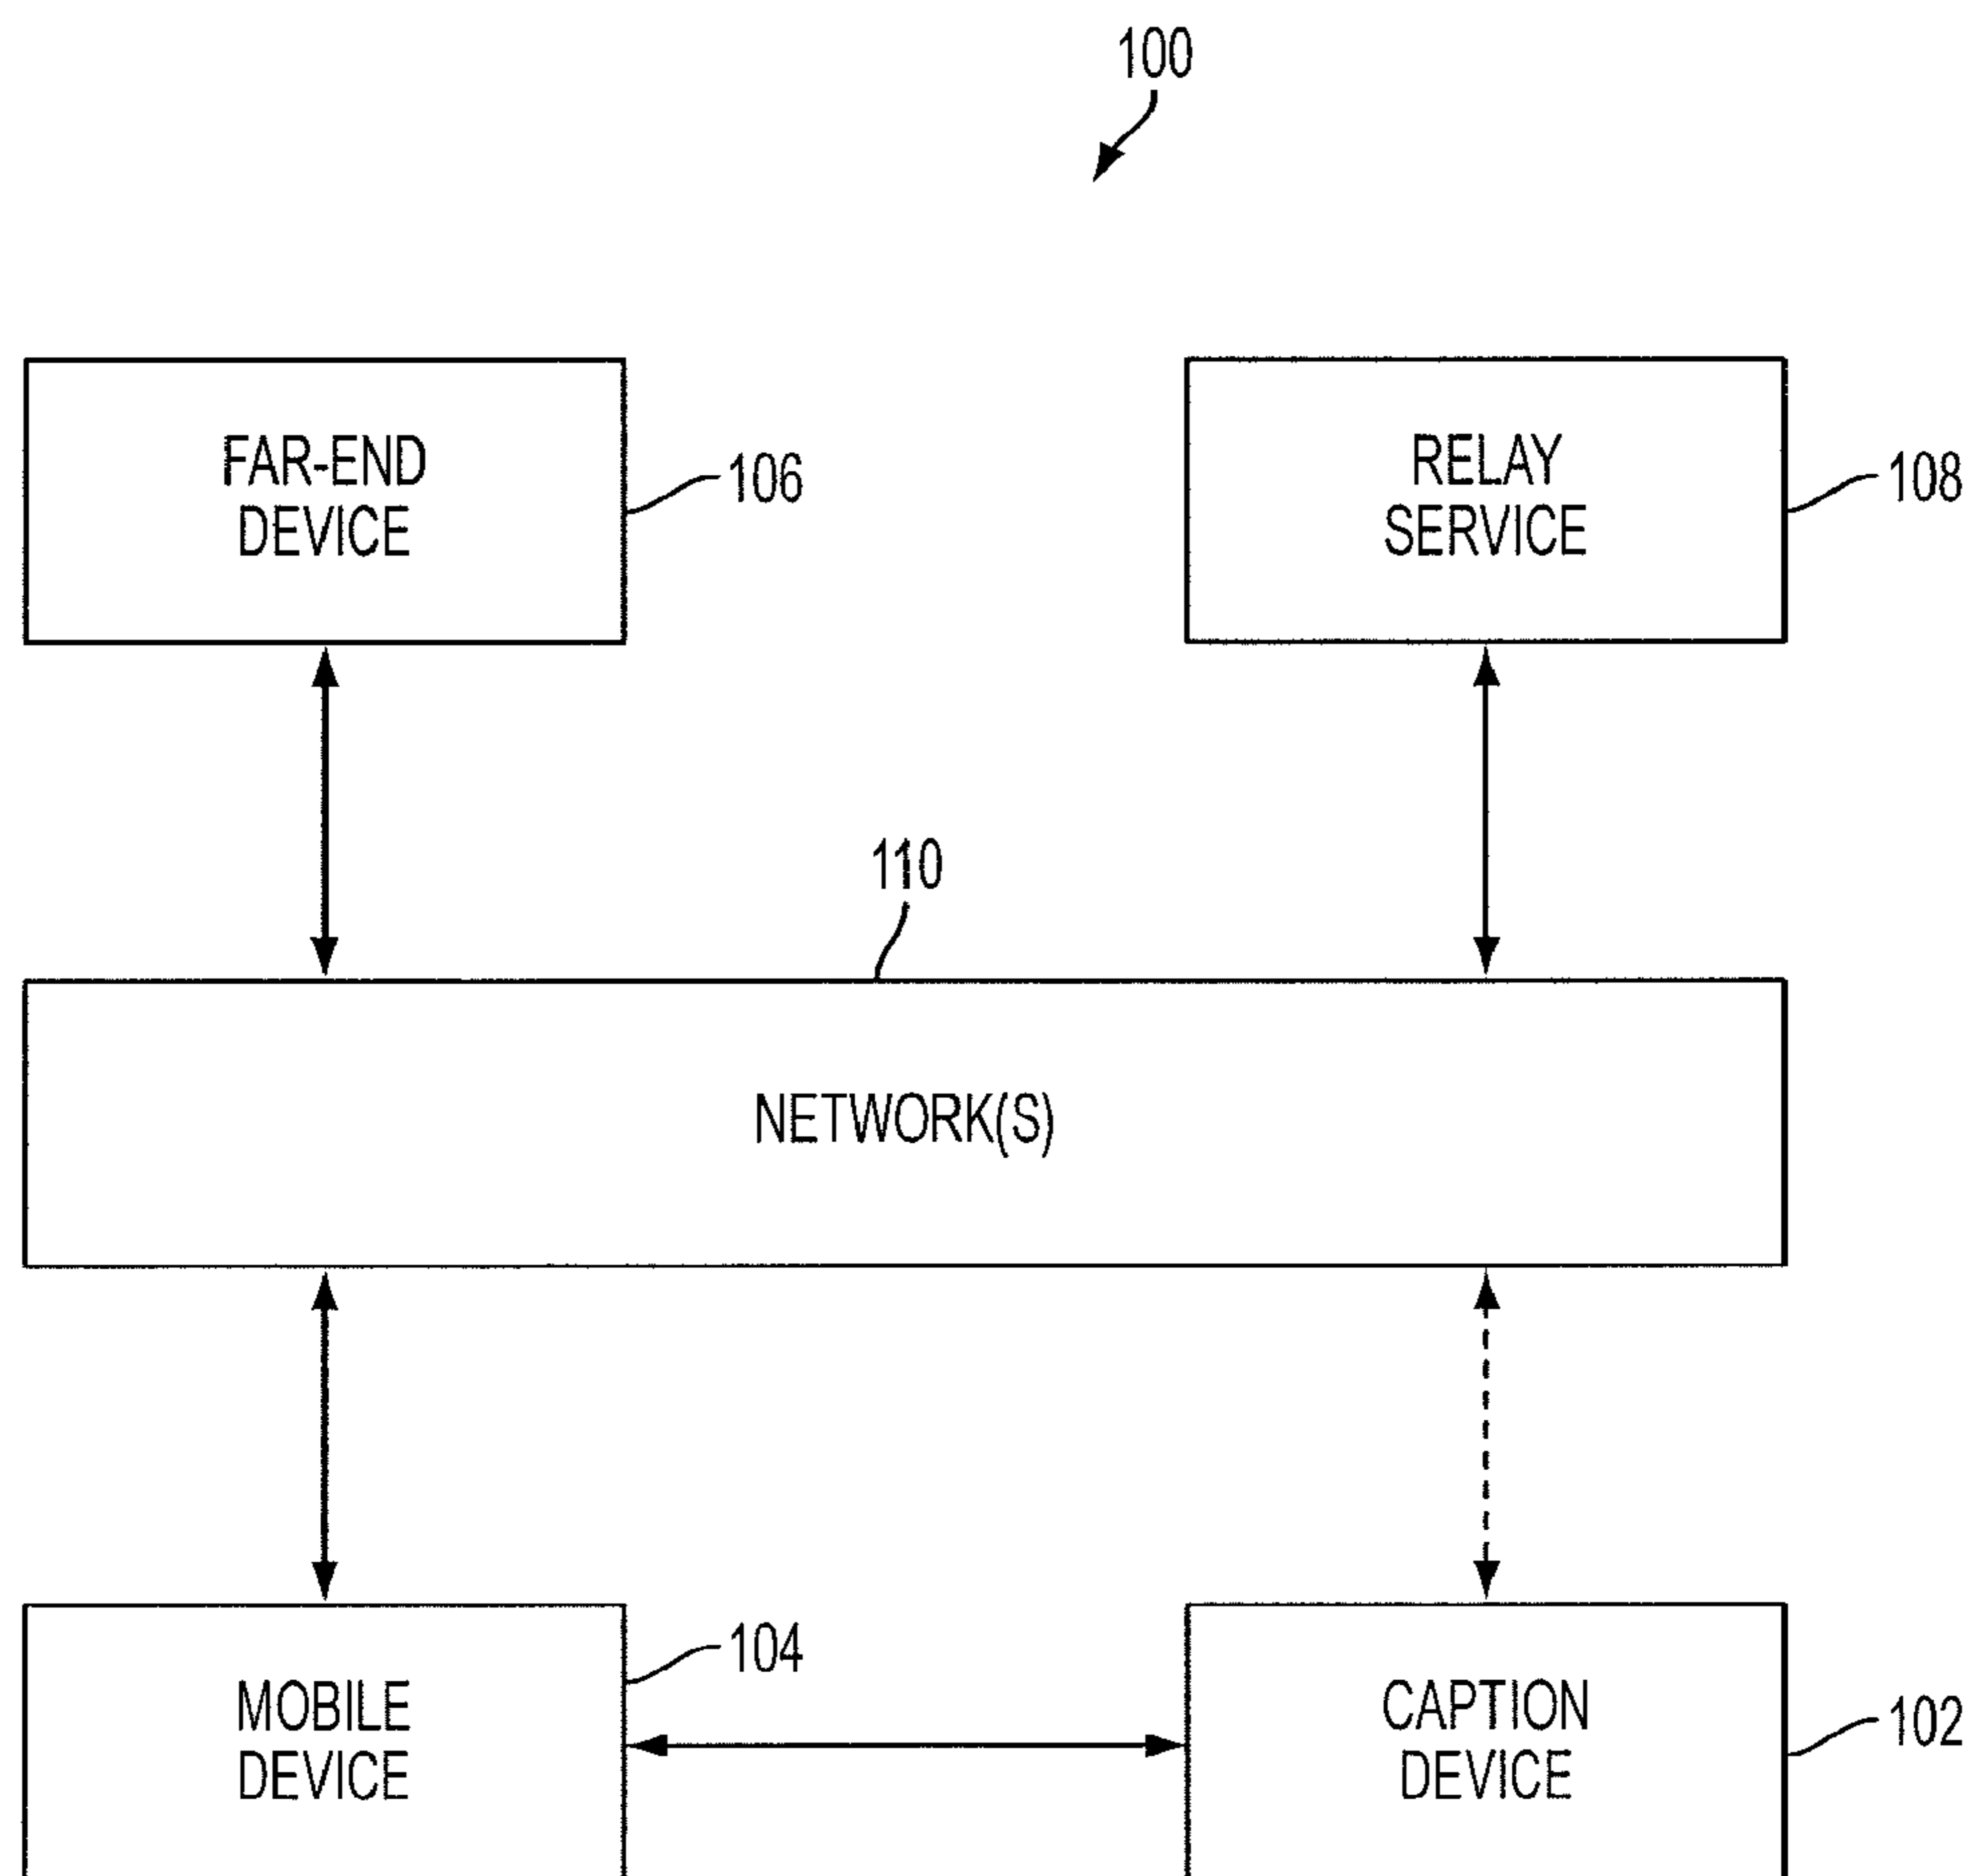 100
FAR-END
DEVICE
106
RELAY
SERVICE
108
110
NETWORK(S)
MOBILE
DEVICE
104
CAPTION
DEVICE
102